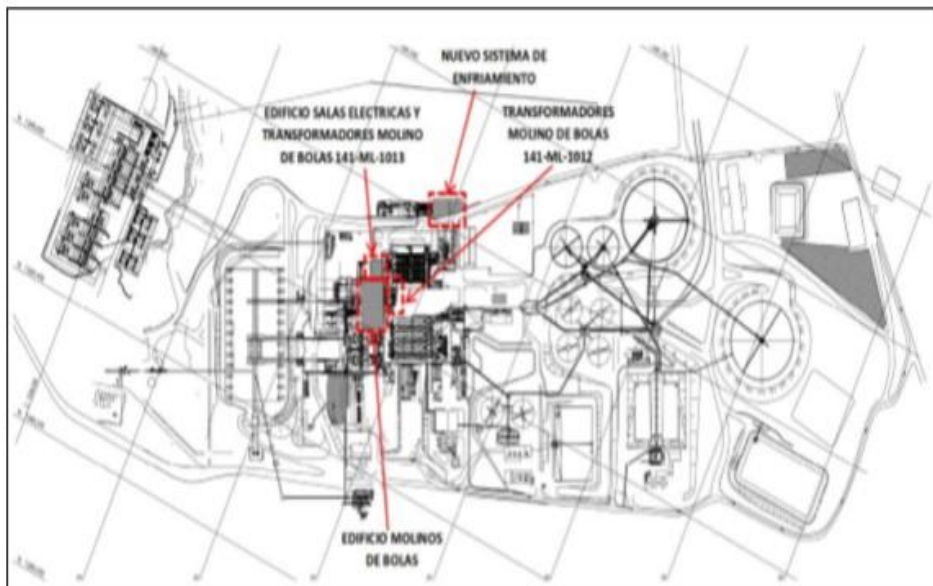 NUEVO SISTEMA DE
ENFRIAMIENTO
EDIFICIO SALAS ELECTRICAS Y
TRANSFORMADORES MOLINO
DE BOLAS 141-ML-1013
TRANSFORMADORES
MOLINO DE BOLAS
141-ML-1012
EDIFICIO MOLINOS
DE BOLAS